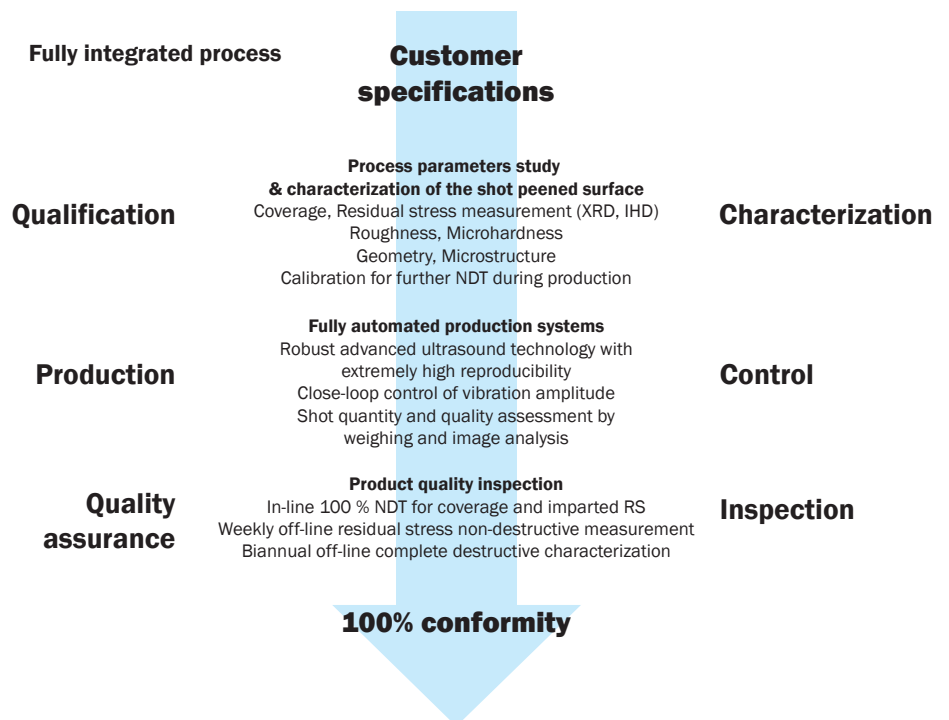 Fully integrated process
Customer
specifications
Qualification
Process parameters study
& characterization of the shot peened surface
Coverage, Residual stress measurement (XRD, IHD)
Roughness, Microhardness
Geometry, Microstructure
Calibration for further NDT during production
Characterization
Production
Fully automated production systems
Robust advanced ultrasound technology with
extremely high reproducibility
Close-loop control of vibration amplitude
Shot quantity and quality assessment by
weighing and image analysis
Control
Quality
assurance
Product quality inspection
In-line 100 % NDT for coverage and imparted RS
Weekly off-line residual stress non-destructive measurement
Biannual off-line complete destructive characterization
Inspection
100% conformity